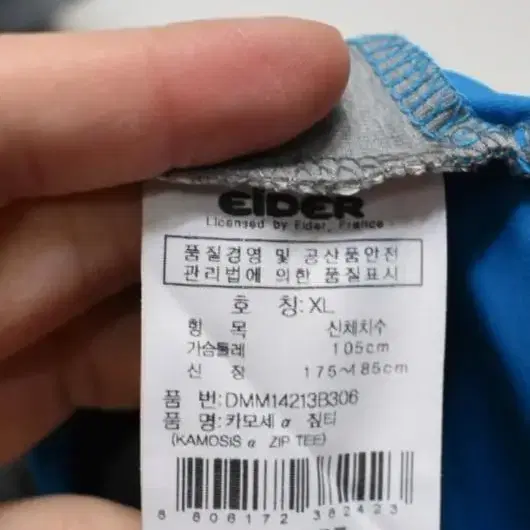 EiDER
Licensed by Eider, France
품질경영 및 공산품안전
관리법에 의한 품질표시
호 칭: XL
항 목 신체치수
가슴둘레 105cm
신 장 175~185cm
품 번: DMM14213B306
품 명: 카모세 α 짚티
(KAMOSIS α ZIP TEE)
8 806172 382423